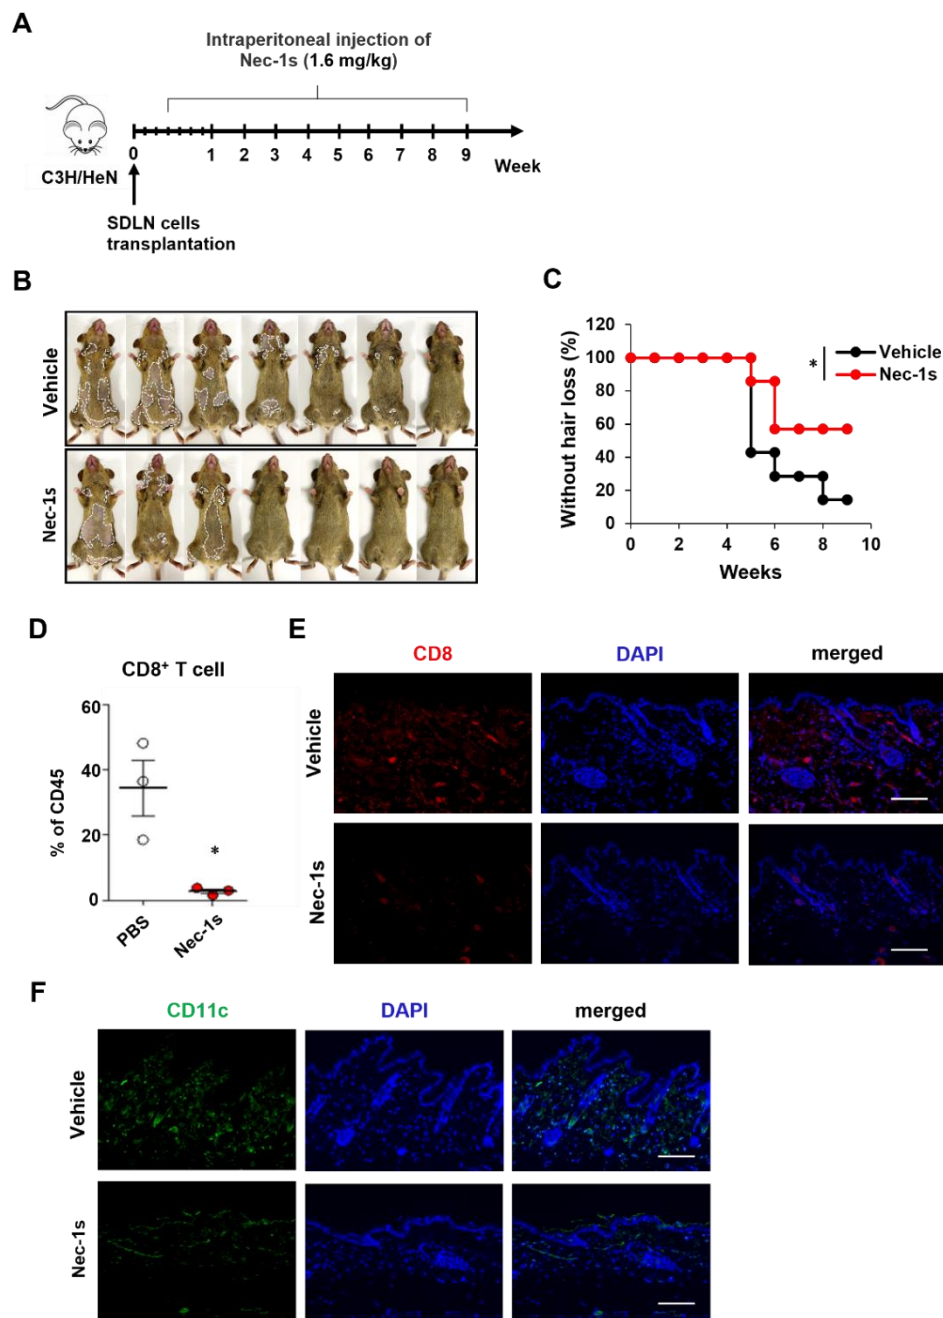 A
Intraperitoneal injection of
Nec-1s (1.6 mg/kg)
0 1 2 3 4 5 6 7 8 9
Week
C3H/HeN
SDLN cells
transplantation
B
Vehicle
Nec-1s
C
120
100
80
60
40
20
0
Without hair loss (%)
0 2 4 6 8 10
Weeks
* Vehicle
Nec-1s
D
CD8⁺ T cell
60
40
20
0
% of CD45
*
PBS Nec-1s
E
CD8 DAPI merged
Vehicle
Nec-1s
F
CD11c DAPI merged
Vehicle
Nec-1s